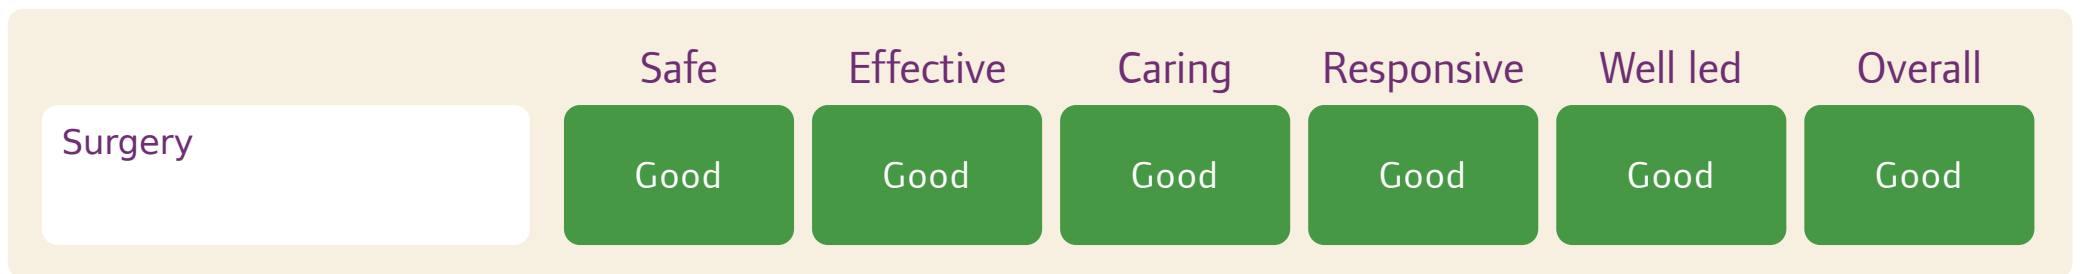 Safe Effective Caring Responsive Well led Overall
Surgery
Good Good Good Good Good Good